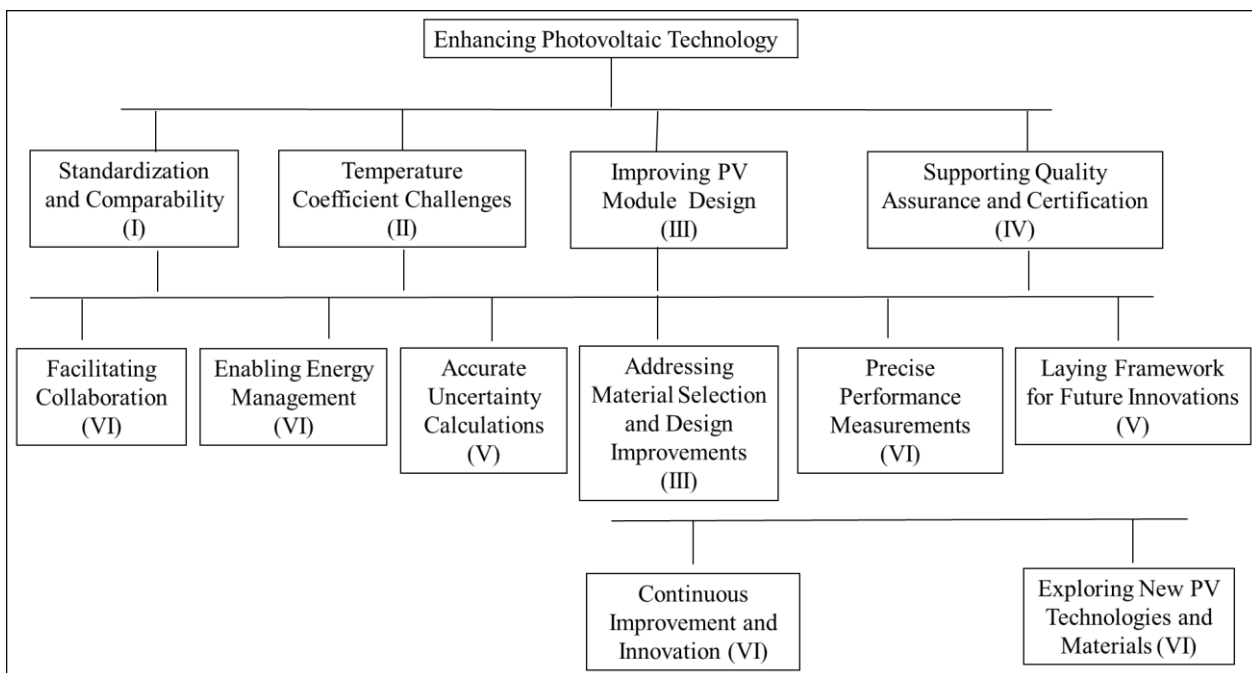 Enhancing Photovoltaic Technology
Standardization
and Comparability
(I)
Temperature
Coefficient Challenges
(II)
Improving PV
Module Design
(III)
Supporting Quality
Assurance and Certification
(IV)
Facilitating
Collaboration
(VI)
Enabling Energy
Management
(VI)
Accurate
Uncertainty
Calculations
(V)
Addressing
Material Selection
and Design
Improvements
(III)
Precise
Performance
Measurements
(VI)
Laying Framework
for Future Innovations
(V)
Continuous
Improvement and
Innovation (VI)
Exploring New PV
Technologies and
Materials (VI)